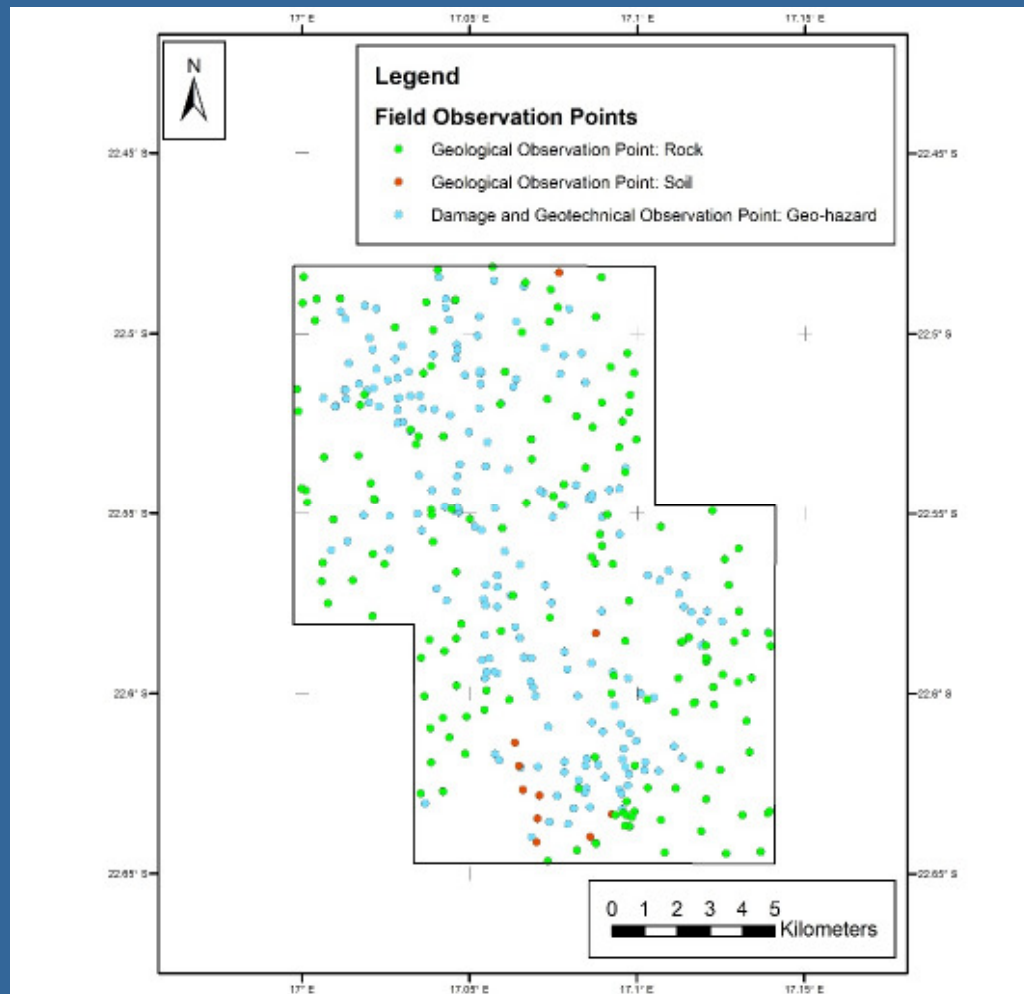 17° E 17.05° E 17.1° E 17.15° E
N
Legend
Field Observation Points
Geological Observation Point: Rock
Geological Observation Point: Soil
Damage and Geotechnical Observation Point: Geo-hazard
22.45° S 22.45° S
22.5° S 22.5° S
22.55° S 22.55° S
22.6° S 22.6° S
22.65° S 22.65° S
0 1 2 3 4 5
Kilometers
17° E 17.05° E 17.1° E 17.15° E